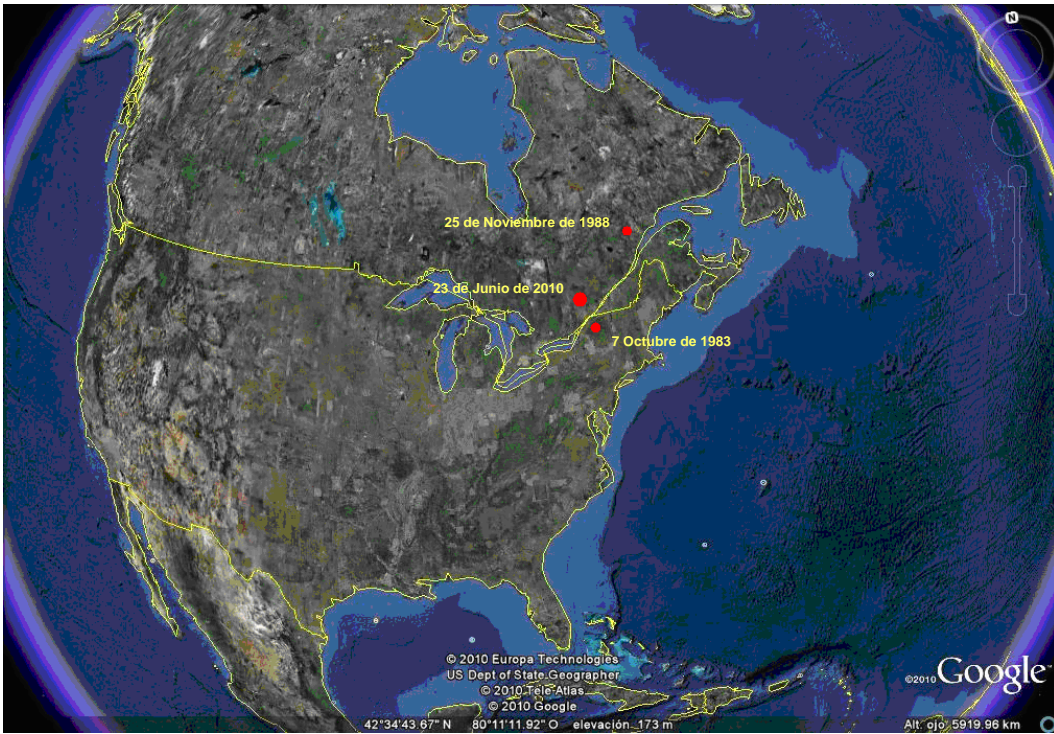 N
25 de Noviembre de 1988
23 de Junio de 2010
7 Octubre de 1983
© 2010 Europa Technologies
US Dept of State Geographer
© 2010 Tele Atlas
© 2010 Google
©2010 Google™
42°34'43.67" N 80°11'11.92" O elevación 173 m Alt. ojo 5919.96 km